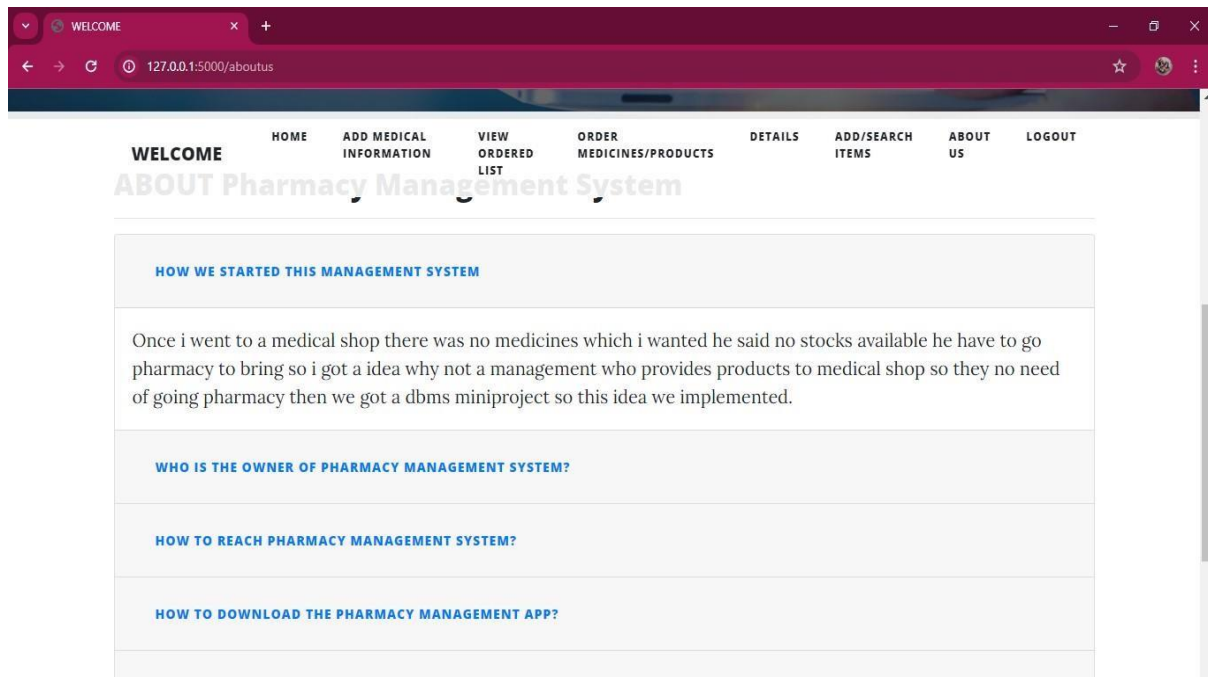 WELCOME
127.0.0.1:5000/aboutus
WELCOME
HOME
ADD MEDICAL
INFORMATION
VIEW
ORDERED
LIST
ORDER
MEDICINES/PRODUCTS
DETAILS
ADD/SEARCH
ITEMS
ABOUT
US
LOGOUT
ABOUT Pharmacy Management System
HOW WE STARTED THIS MANAGEMENT SYSTEM
Once i went to a medical shop there was no medicines which i wanted he said no stocks available he have to go
pharmacy to bring so i got a idea why not a management who provides products to medical shop so they no need
of going pharmacy then we got a dbms miniproject so this idea we implemented.
WHO IS THE OWNER OF PHARMACY MANAGEMENT SYSTEM?
HOW TO REACH PHARMACY MANAGEMENT SYSTEM?
HOW TO DOWNLOAD THE PHARMACY MANAGEMENT APP?